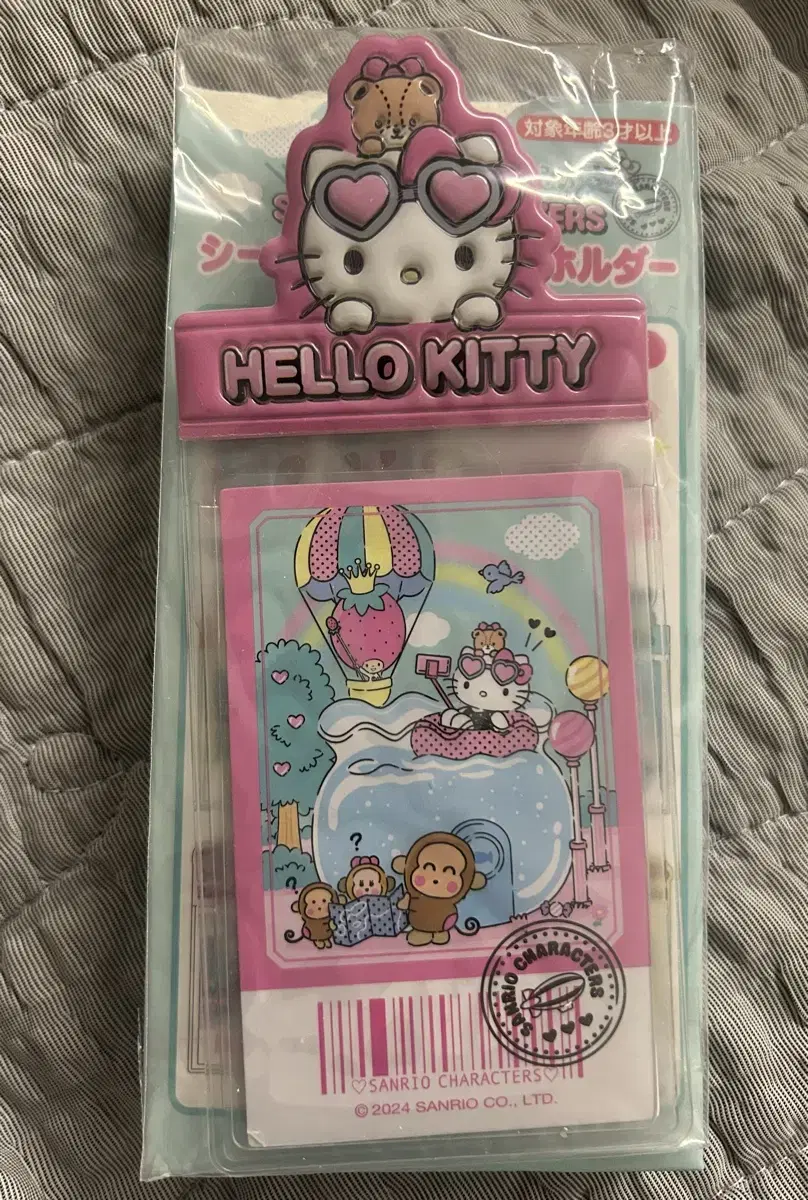 対象年齢3才以上
ERS
シー
ホルダー
HELLO KITTY
?
?
SANRIO CHARACTERS
♡SANRIO CHARACTERS♡
© 2024 SANRIO CO., LTD.